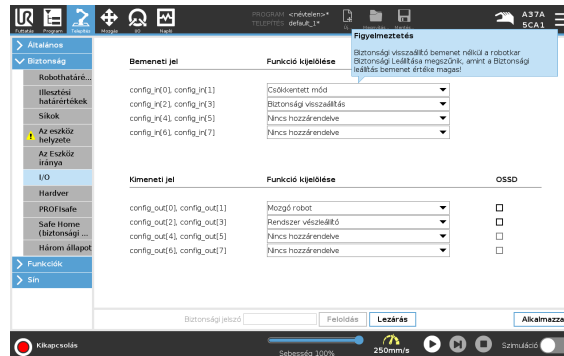 PROGRAM <névtelen>*
TELEPÍTÉS default_1*
A37A
5CA1
Futtatás Program Telepítés Mozgás I/O Napló
Figyelmeztetés
Biztonsági visszaállító bemenet nélkül a robotkar
Biztonsági Leállítása megszűnik, amint a Biztonsági
leállítás bemenet értéke magas!
Általános
Biztonság
Robothatáré...
Illesztési
határértékek
Síkok
Az eszköz
helyzete
Az Eszköz
iránya
I/O
Hardver
PROFIsafe
Safe Home
(biztonsági ...
Három állapot
Funkciók
Sín
Bemeneti jel Funkció kijelölése
config_in[0], config_in[1] Csökkentett mód
config_in[2], config_in[3] Biztonsági visszaállítás
config_in[4], config_in[5] Nincs hozzárendelve
config_in[6], config_in[7] Nincs hozzárendelve
Kimeneti jel Funkció kijelölése OSSD
config_out[0], config_out[1] Mozgó robot
config_out[2], config_out[3] Rendszer vészleállító
config_out[4], config_out[5] Nincs hozzárendelve
config_out[6], config_out[7] Nincs hozzárendelve
Biztonsági jelszó Feloldás Lezárás Alkalmazza
Kikapcsolás
Sebesség 100%
250mm/s
Szimuláció